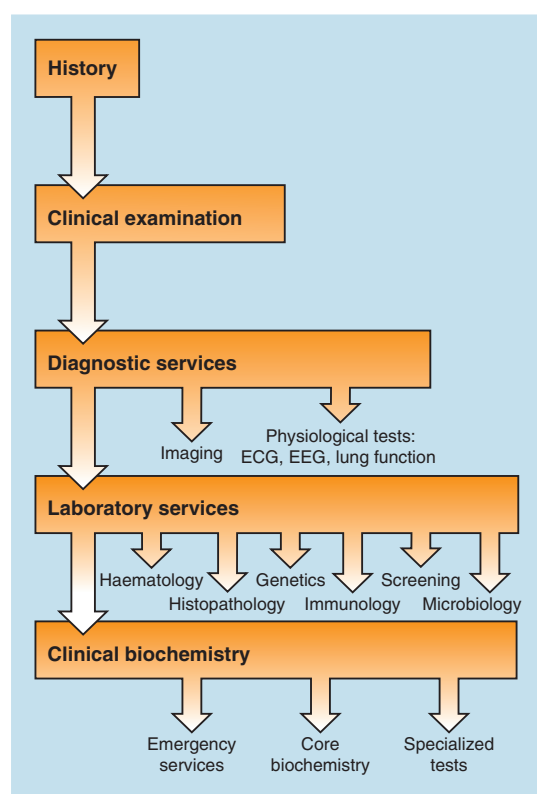 History
Clinical examination
Diagnostic services
Imaging
Physiological tests:
ECG, EEG, lung function
Laboratory services
Haematology
Genetics
Screening
Histopathology
Immunology
Microbiology
Clinical biochemistry
Emergency
services
Core
biochemistry
Specialized
tests